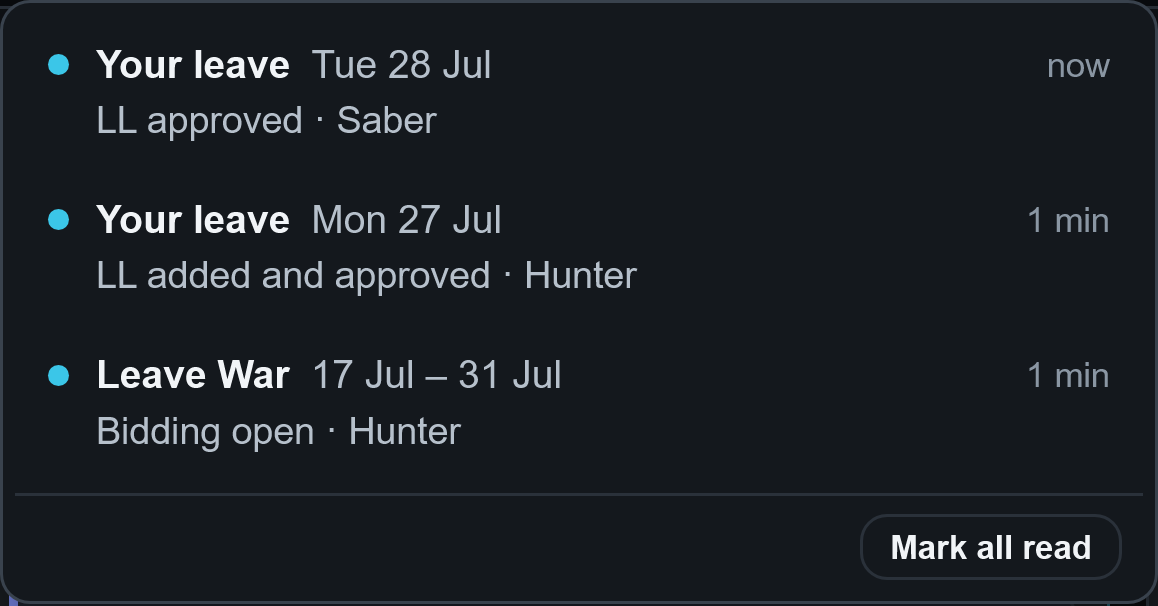 Your leave Tue 28 Jul now
LL approved · Saber
Your leave Mon 27 Jul 1 min
LL added and approved · Hunter
Leave War 17 Jul – 31 Jul 1 min
Bidding open · Hunter
Mark all read